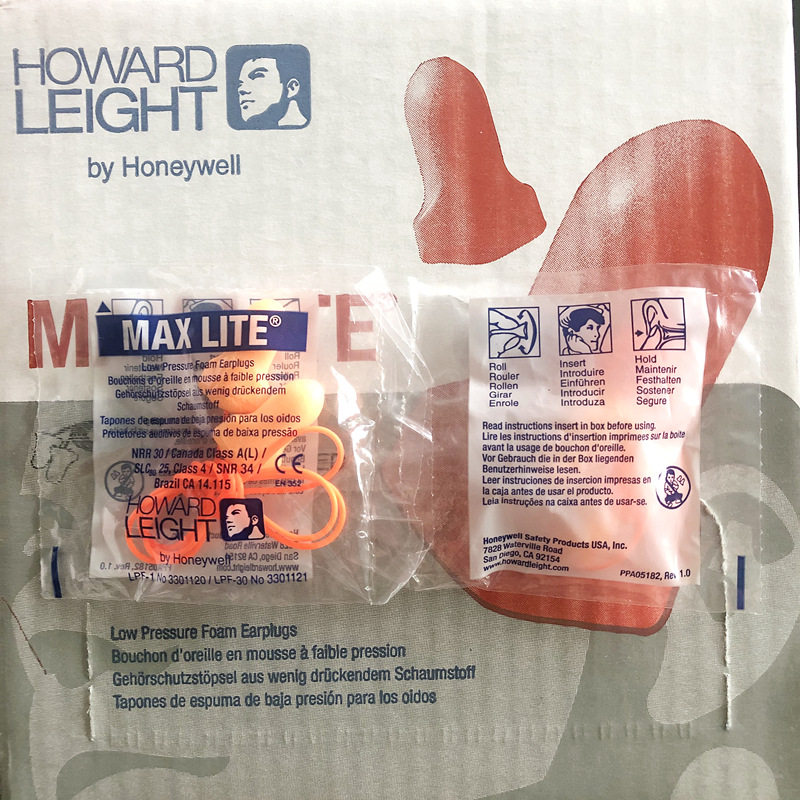 HOWARD
LEIGHT
by Honeywell
MAX LITE®
Low Pressure Foam Earplugs
Bouchons d'oreille en mousse à faible pression
Gehörschutzstöpsel aus wenig drückendem
Schaumstoff
Tapones de espuma de baja presión para los oidos
Protetores auditivos de espuma de baixa pressão
NRR 30 / Canada Class A(L) /
SLC80 25, Class 4 / SNR 34 /
Brazil CA 14.115
CE
EN 352
HOWARD
LEIGHT
by Honeywell
LPF-1 No 3301120 / LPF-30 No 3301121
Roll
Rouler
Rollen
Girar
Enrole
Insert
Introduire
Einführen
Introducir
Introduza
Hold
Maintenir
Festhalten
Sostener
Segure
Read instructions insert in box before using.
Lire les instructions d'insertion imprimées sur la boîte
avant la usage de bouchon d'oreille.
Vor Gebrauch die in der Box liegenden
Benutzerhinweise lesen.
Leer instrucciones de insercion impresas en
la caja antes de usar el producto.
Leia instruções na caixa antes de usar-se.
Honeywell Safety Products USA, Inc.
7828 Waterville Road
San Diego, CA 92154
www.howardleight.com
PPA05182, Rev 1.0
Low Pressure Foam Earplugs
Bouchon d'oreille en mousse à faible pression
Gehörschutzstöpsel aus wenig drückendem Schaumstoff
Tapones de espuma de baja presión para los oidos